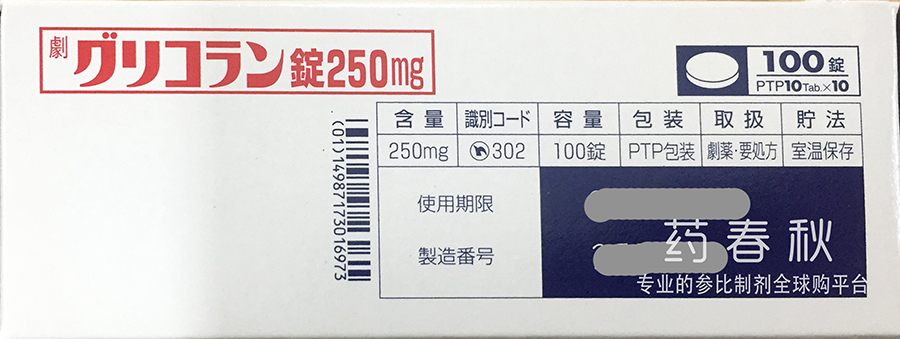 劇 グリコラン錠250mg
100錠
PTP10Tab.×10
含量 識別コード 容量 包装 取扱 貯法
250mg 302 100錠 PTP包装 劇薬・要処方 室温保存
使用期限
製造番号
(01)14987173016973
药春秋
专业的参比制剂全球购平台